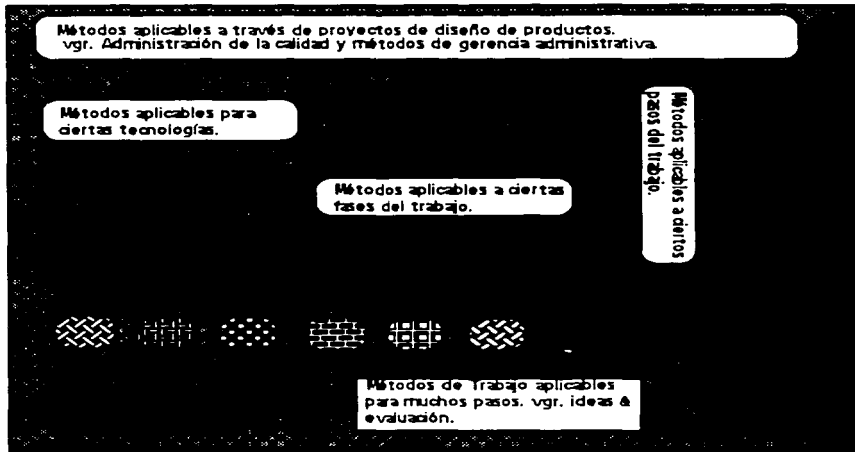 Métodos aplicables a través de proyectos de diseño de productos.
vgr. Administración de la calidad y métodos de gerencia administrativa.
Métodos aplicables para
ciertas tecnologías.
Métodos aplicables a ciertos
pasos del trabajo.
Métodos aplicables a ciertas
fases del trabajo.
Métodos de Trabajo aplicables
para muchos pasos. vgr. ideas &
evaluación.